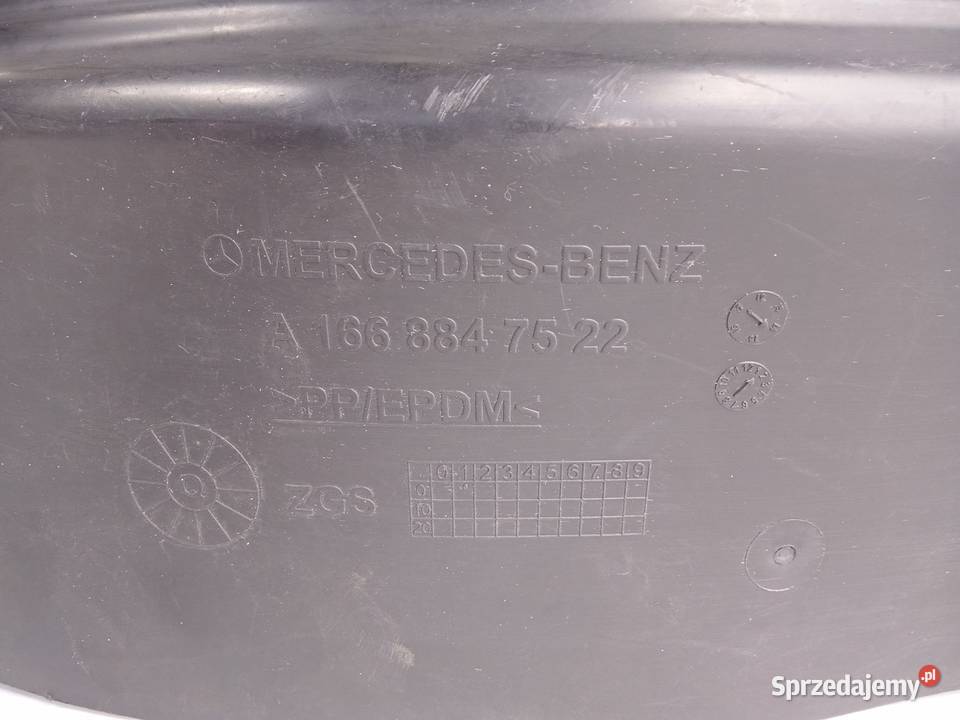 MERCEDES-BENZ
A 166 884 75 22
>PP/EPDM<
ZGS
0 1 2 3 4 5 6 7 8 9
0
10
20
Sprzedajemy.pl